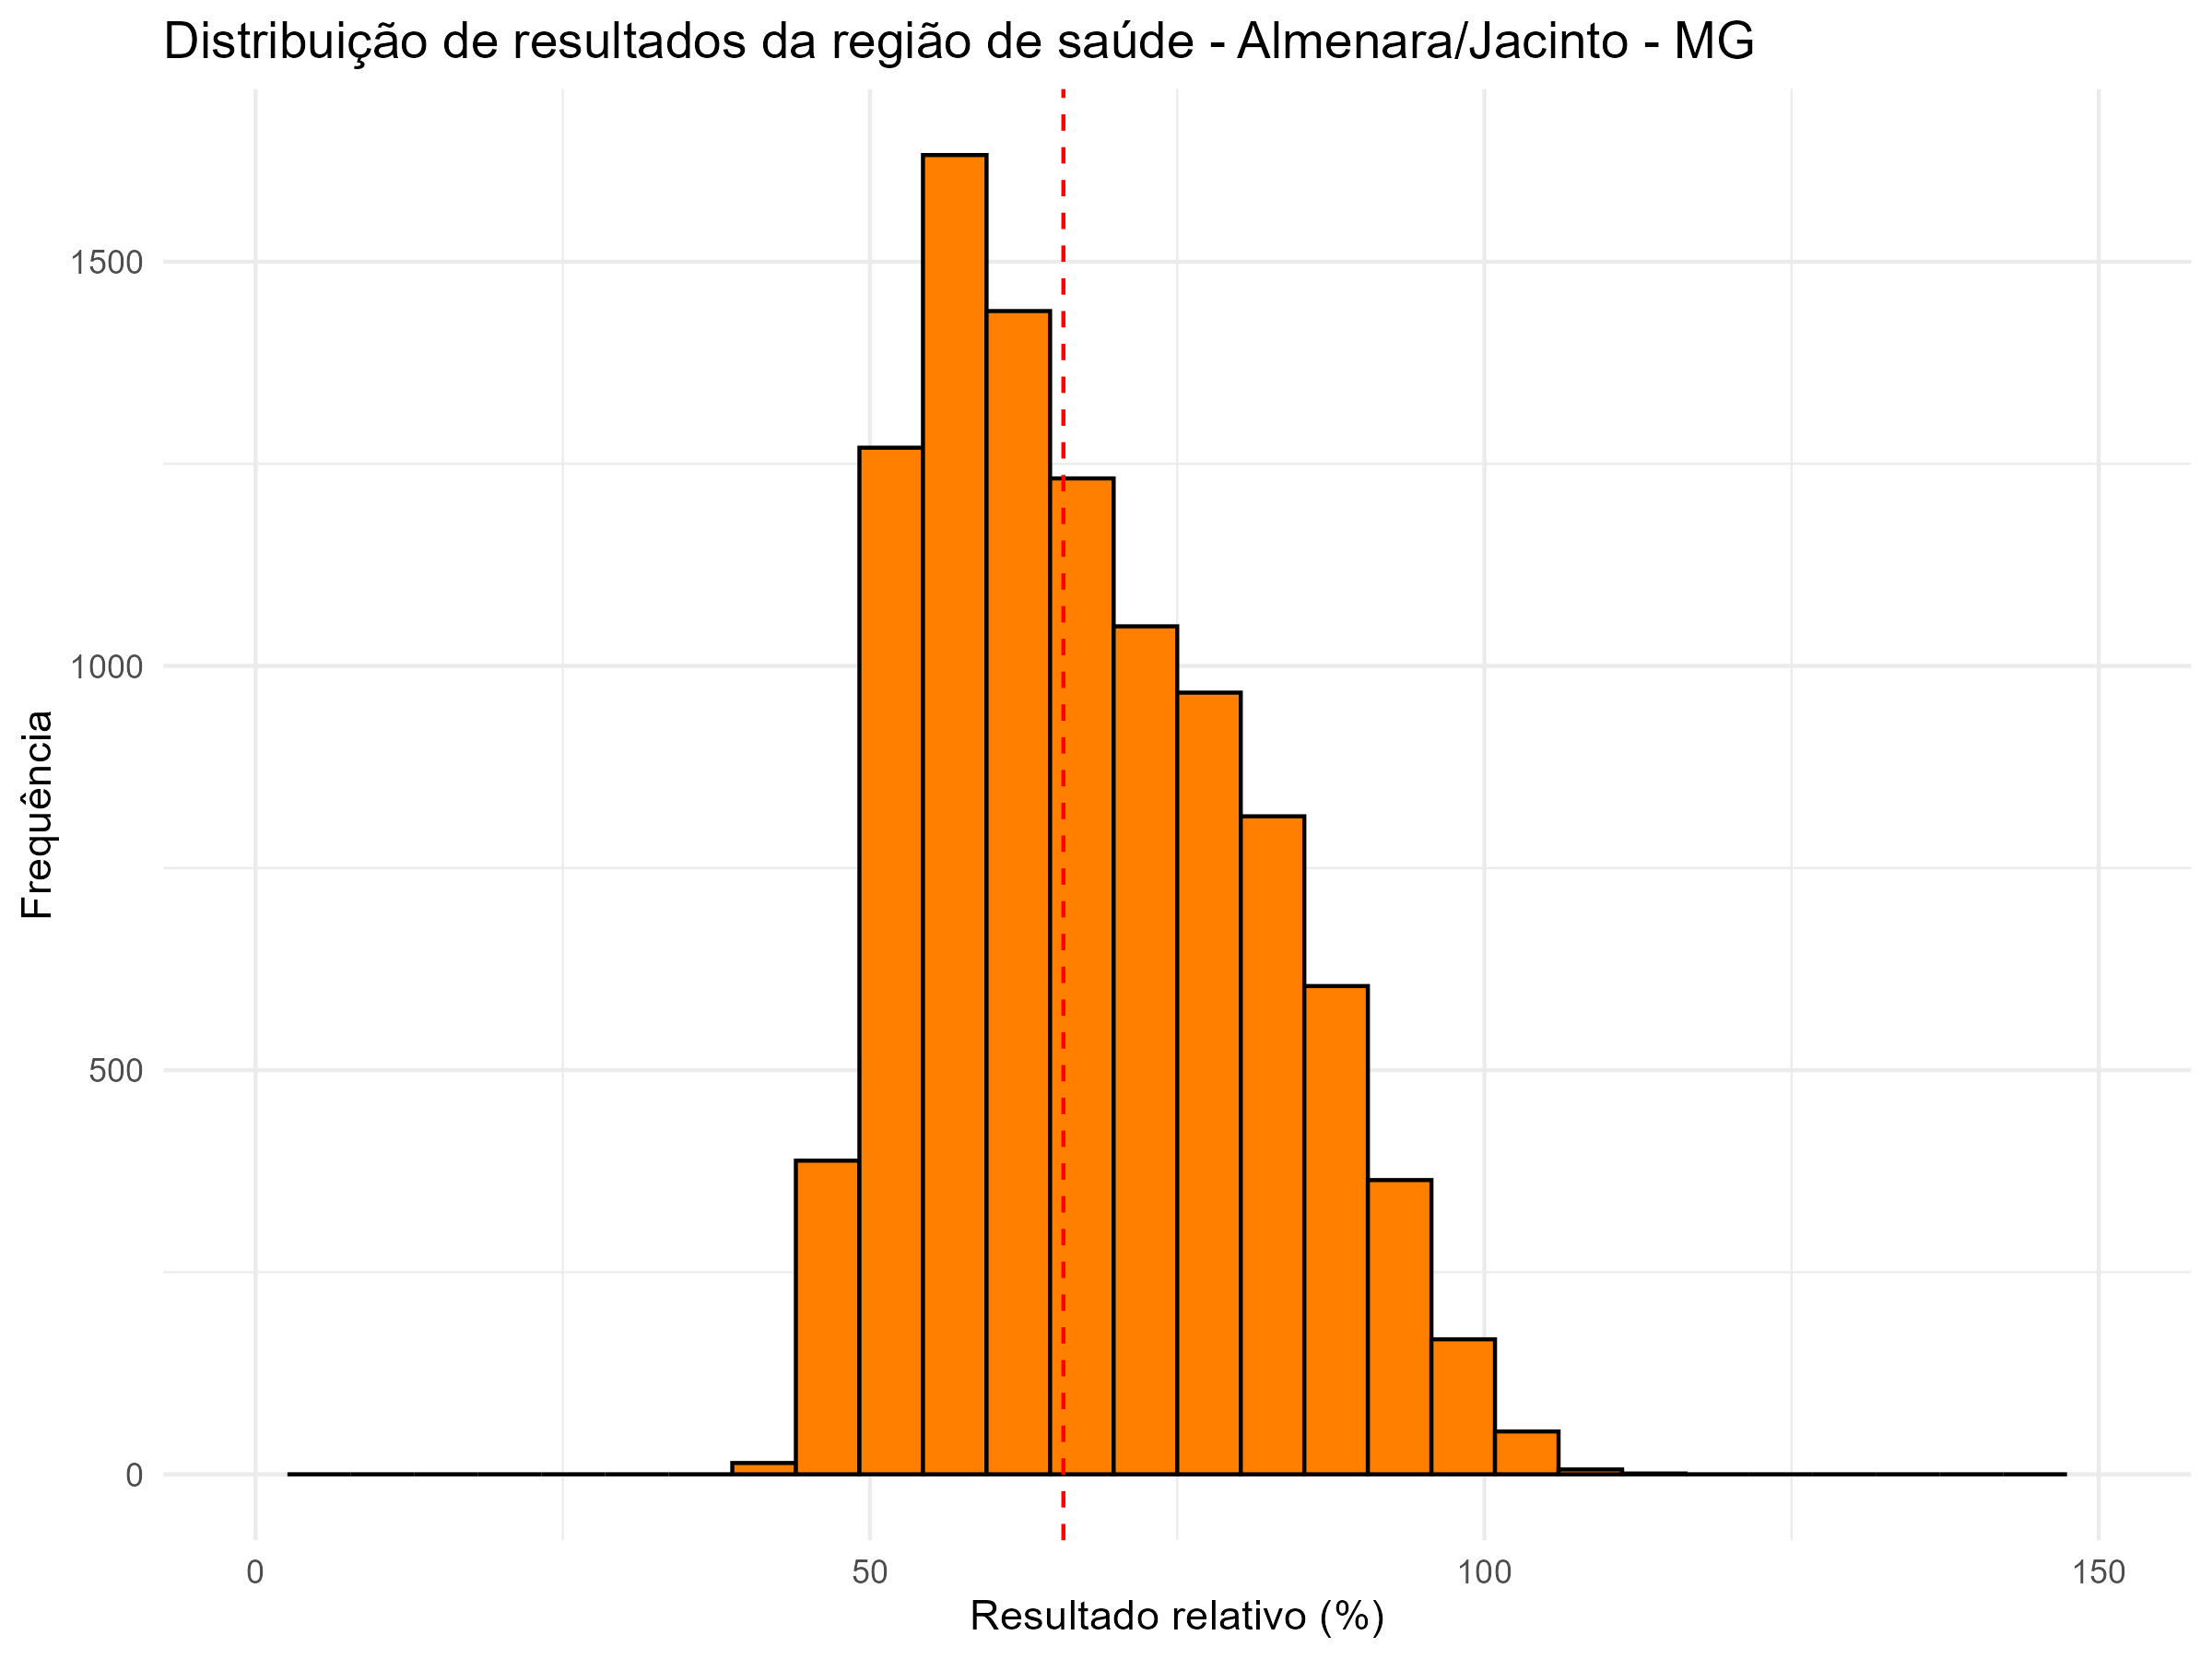 Distribuição de resultados da região de saúde - Almenara/Jacinto - MG
Frequência
1500
1000
500
0
0 50 100 150
Resultado relativo (%)